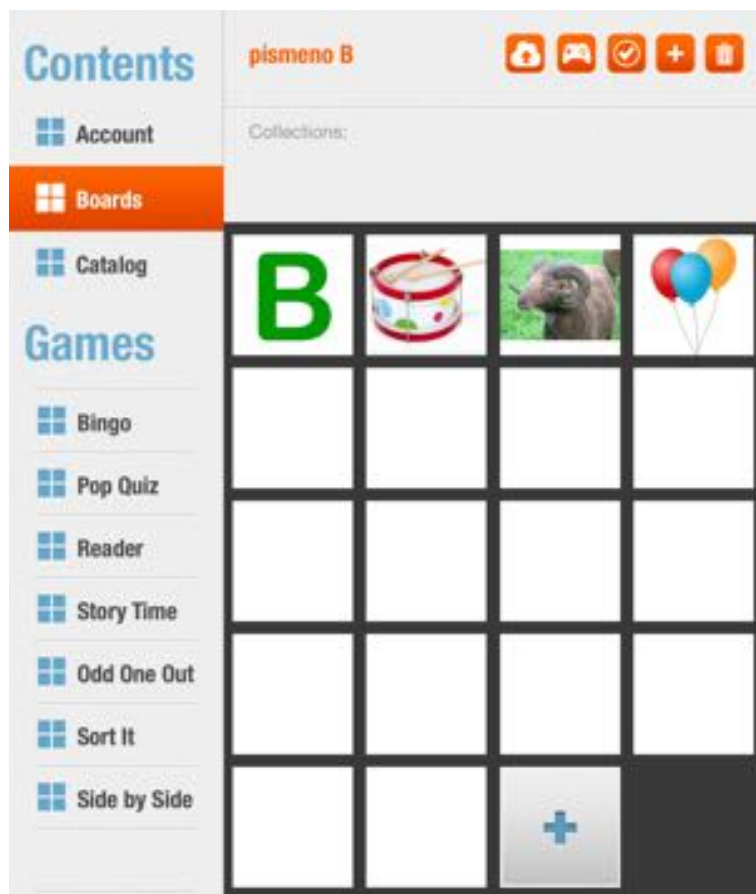 Contents
Account
Boards
Catalog
Games
Bingo
Pop Quiz
Reader
Story Time
Odd One Out
Sort It
Side by Side
pismeno B
Collections:
B